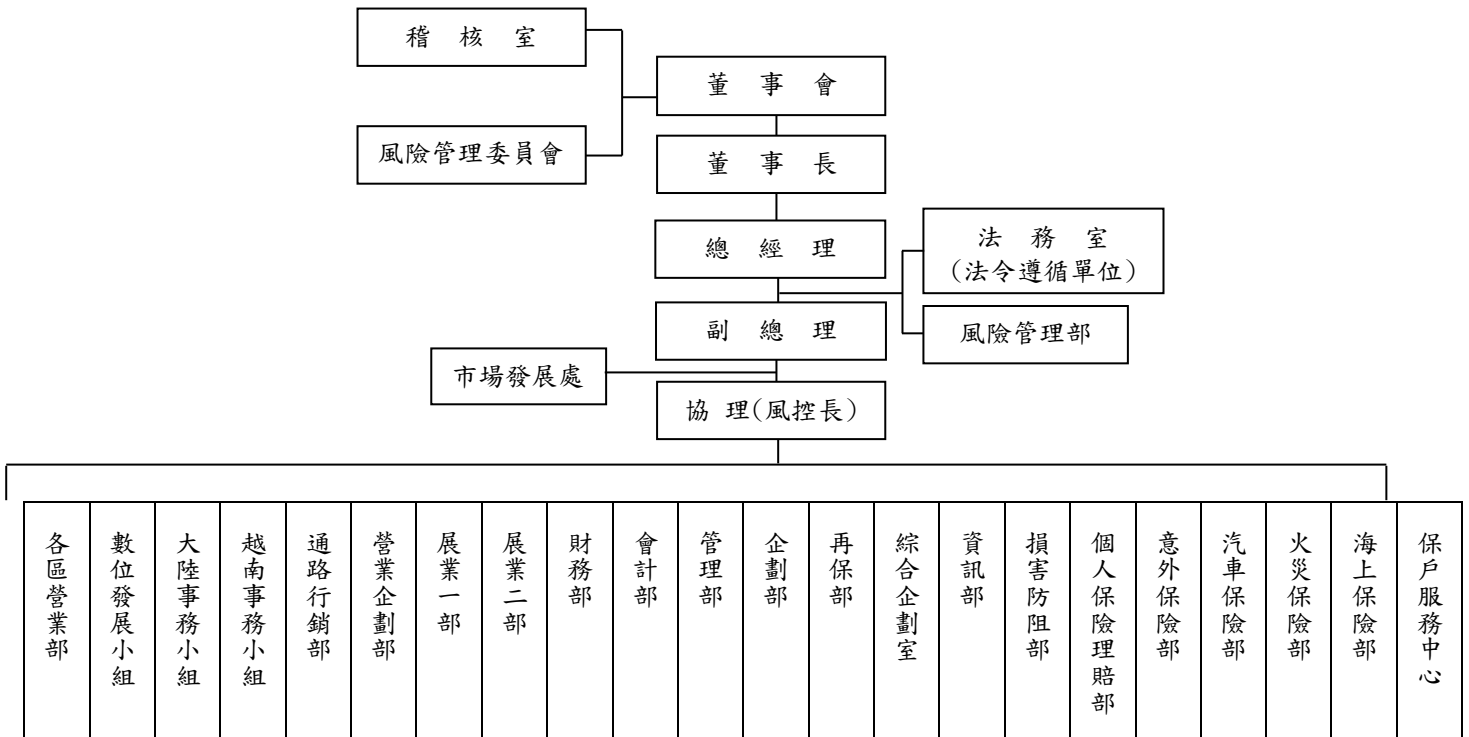 稽核室
董事會
風險管理委員會
董事長
總經理
法務室
(法令遵循單位)
副總理
風險管理部
市場發展處
協理(風控長)
各區營業部
數位發展小組
大陸事務小組
越南事務小組
通路行銷部
營業企劃部
展業一部
展業二部
財務部
會計部
管理部
企劃部
再保部
綜合企劃室
資訊部
損害防阻部
個人保險理賠部
意外保險部
汽車保險部
火災保險部
海上保險部
保戶服務中心